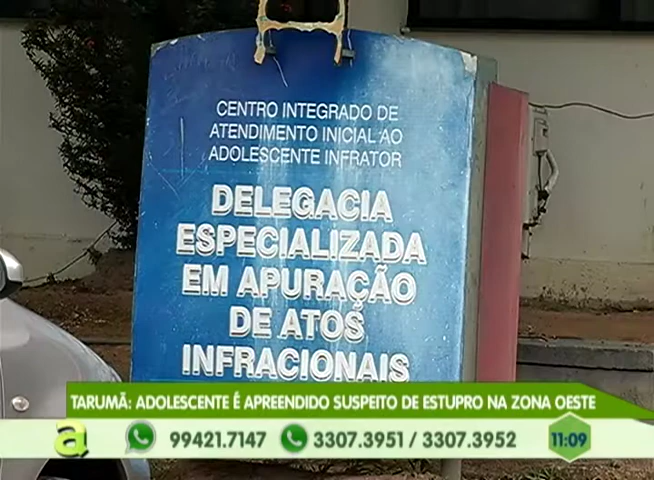 CENTRO INTEGRADO DE
ATENDIMENTO INICIAL AO
ADOLESCENTE INFRATOR
DELEGACIA
ESPECIALIZADA
EM APURAÇÃO
DE ATOS
INFRACIONAIS
TARUMÃ: ADOLESCENTE É APREENDIDO SUSPEITO DE ESTUPRO NA ZONA OESTE
a 99421.7147 3307.3951 / 3307.3952 11:09